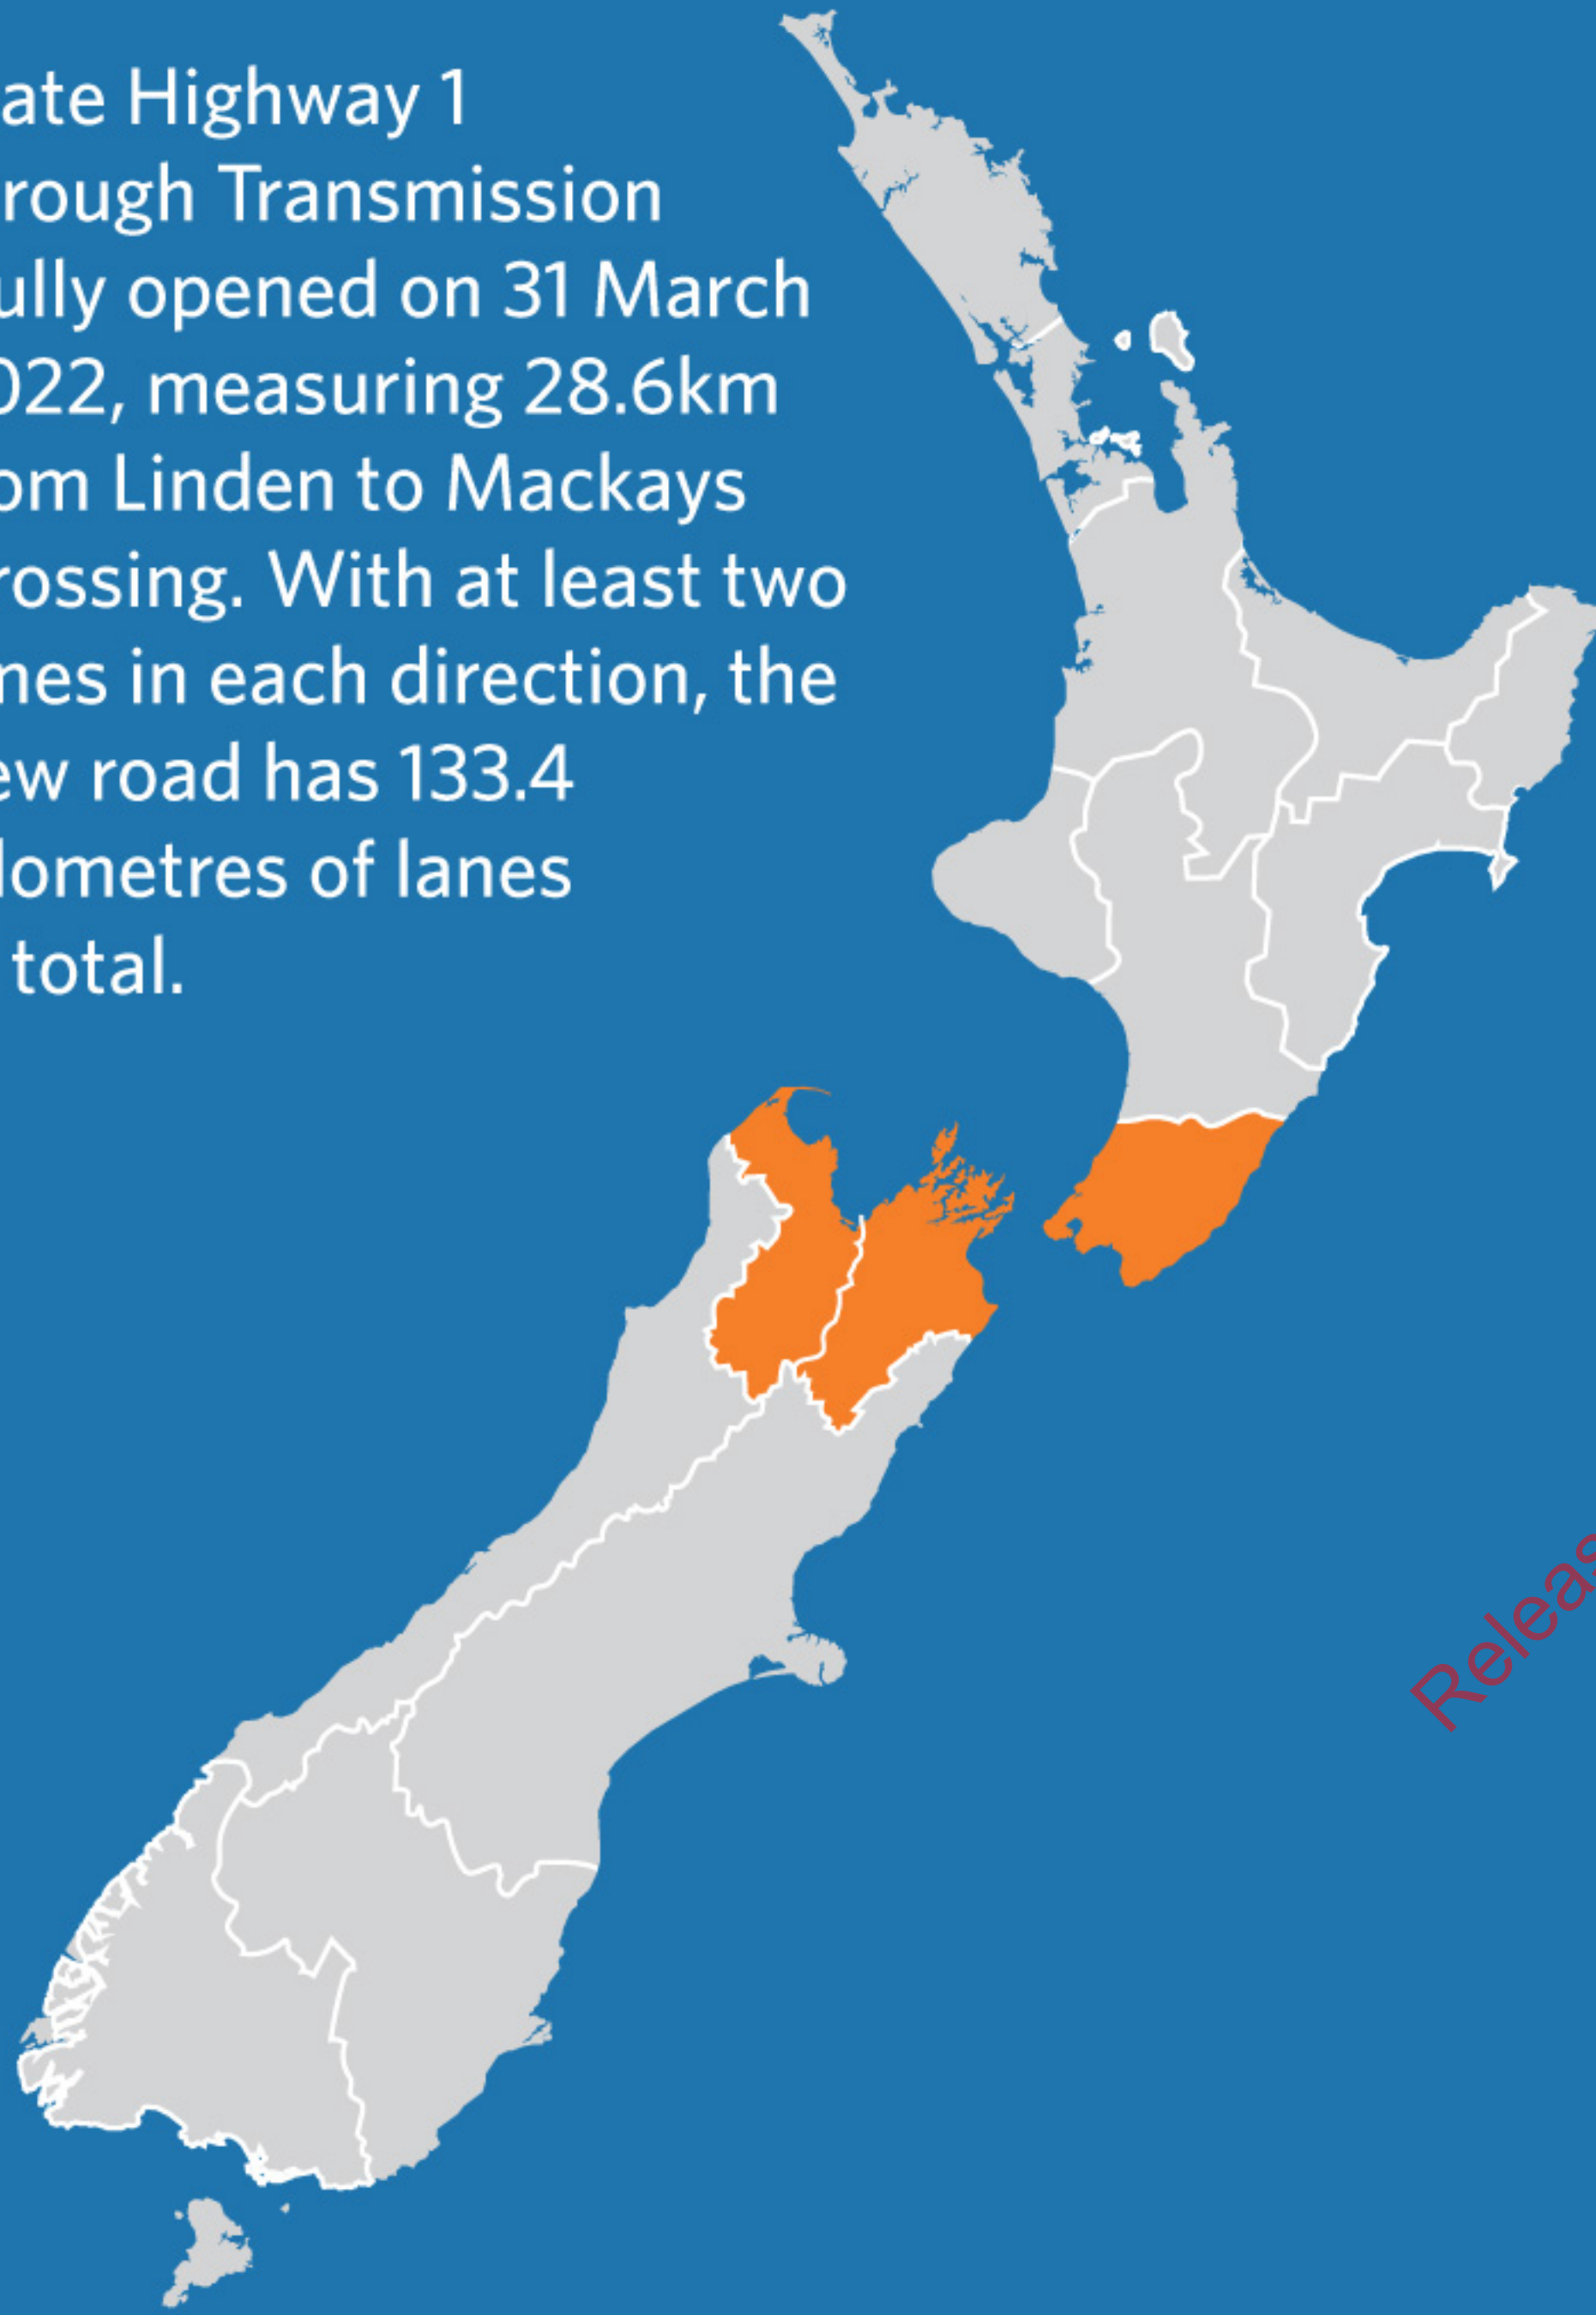 ate Highway 1
rough Transmission
ully opened on 31 March
022, measuring 28.6km
om Linden to Mackays
rossing. With at least two
nes in each direction, the
ew road has 133.4
lometres of lanes
total.
Releas